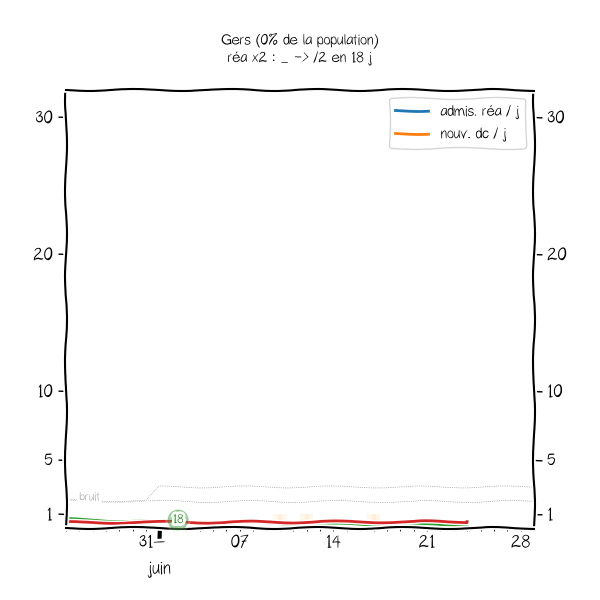 Gers (0% de la population)
réa x2 : _ -> /2 en 18 j
admis. réa / j
nouv. dc / j
30
30
20
20
10
10
5
5
bruit
1
18
1
31
07
14
21
28
juin